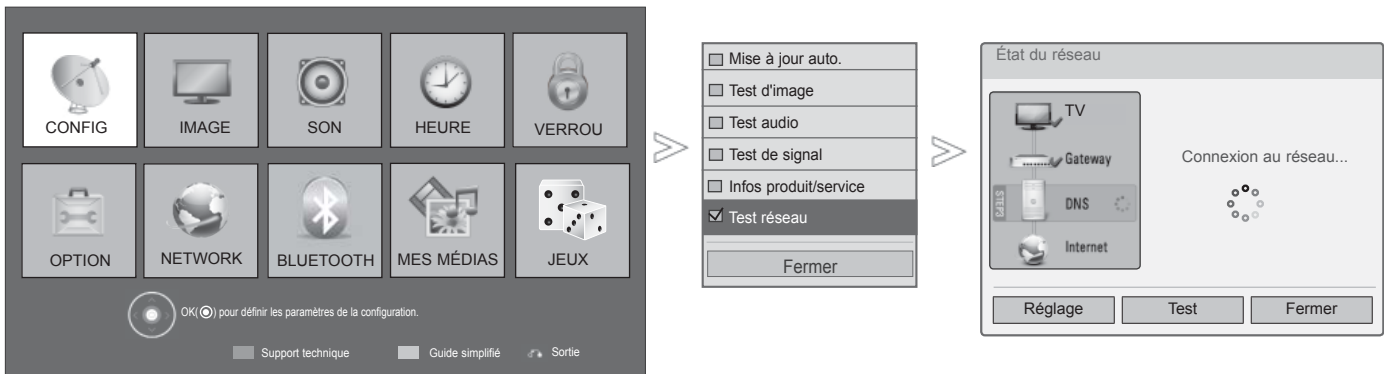 CONFIG IMAGE SON HEURE VERROU
OPTION NETWORK BLUETOOTH MES MÉDIAS JEUX
OK(◉) pour définir les paramètres de la configuration.
Support technique Guide simplifié Sortie
Mise à jour auto.
Test d'image
Test audio
Test de signal
Infos produit/service
Test réseau
Fermer
État du réseau
TV
Gateway
STEP3
DNS
Internet
Connexion au réseau...
Réglage Test Fermer